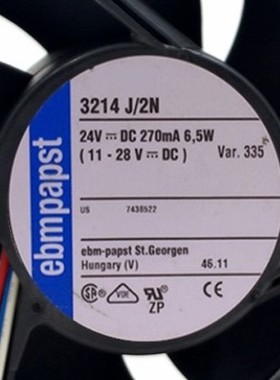 ebmpapst
3214 J/2N
24V ⎓ DC 270mA 6,5W
( 11 - 28 V ⎓ DC ) Var. 335
US 7438522
ebm-papst St.Georgen
Hungary (V) 46.11
ZP